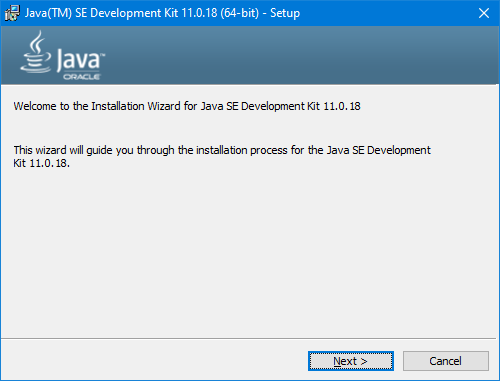 Java(TM) SE Development Kit 11.0.18 (64-bit) - Setup
Java™
ORACLE
Welcome to the Installation Wizard for Java SE Development Kit 11.0.18
This wizard will guide you through the installation process for the Java SE Development
Kit 11.0.18.
Next >
Cancel